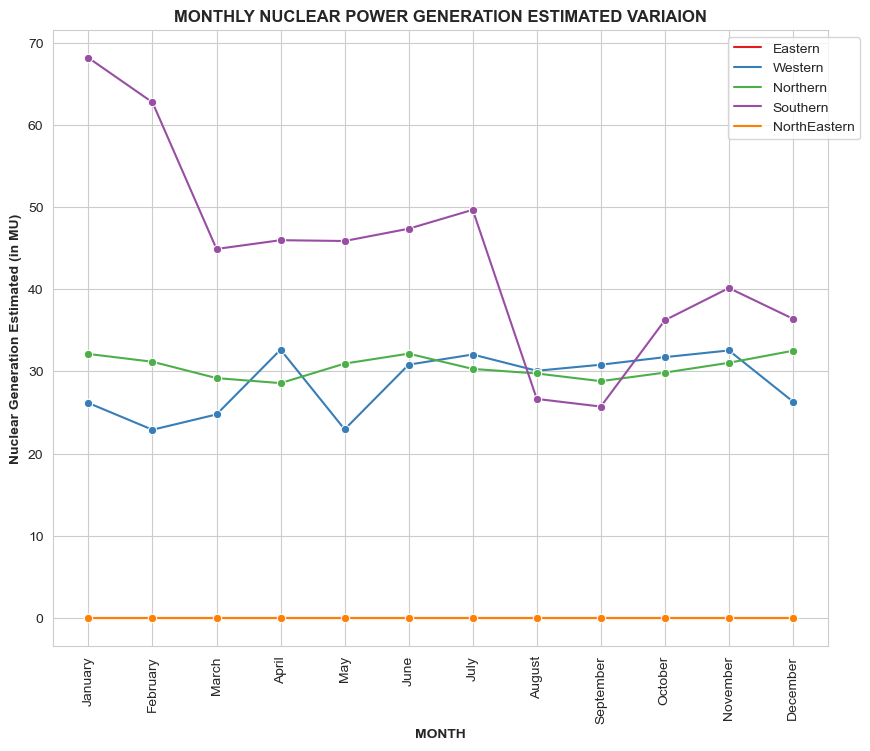 MONTHLY NUCLEAR POWER GENERATION ESTIMATED VARIAION
Eastern
Western
Northern
Southern
NorthEastern
Nuclear Generation Estimated (in MU)
70
60
50
40
30
20
10
0
January
February
March
April
May
June
July
August
September
October
November
December
MONTH